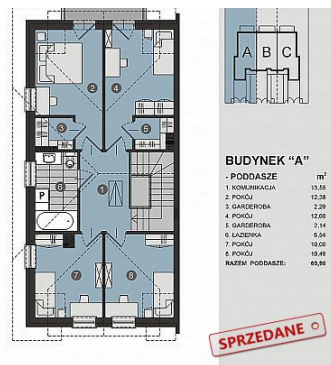 A B C
BUDYNEK "A"
- PODDASZE m²
1. KOMUNIKACJA 13,55
2. POKÓJ 12,38
3. GARDEROBA 2,20
4. POKÓJ 12,00
5. GARDEROBA 2,14
6. ŁAZIENKA 6,54
7. POKÓJ 10,00
8. POKÓJ 10,49
RAZEM PODDASZE: 69,90
SPRZEDANE
2
4
3
5
6
P
1
7
8